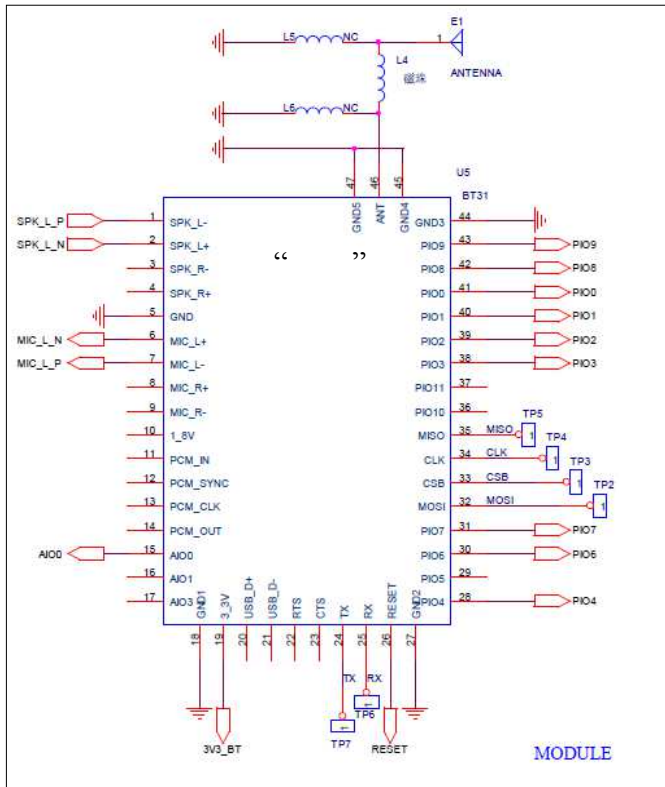 E1
L5 NC 1
L4
磁珠 ANTENNA
L6 NC
47 46 45 U5
BT31
GND5 ANT GND4
SPK_L_P 1 SPK_L- GND3 44
SPK_L_N 2 SPK_L+ PIO9 43 PIO9
“ ”
3 SPK_R- PIO8 42 PIO8
4 SPK_R+ PIO0 41 PIO0
5 GND PIO1 40 PIO1
MIC_L_N 6 MIC_L+ PIO2 39 PIO2
MIC_L_P 7 MIC_L- PIO3 38 PIO3
8 MIC_R+ PIO11 37
9 MIC_R- PIO10 36
10 1_8V MISO 35 MISO 1 TP5
11 PCM_IN CLK 34 CLK 1 TP4
12 PCM_SYNC CSB 33 CSB 1 TP3
13 PCM_CLK MOSI 32 MOSI 1 TP2
14 PCM_OUT PIO7 31 PIO7
AIO0 15 AIO0 PIO6 30 PIO6
16 AIO1 PIO5 29
17 AIO3 PIO4 28 PIO4
GND1 3_3V USB_D+ USB_D- RTS CTS TX RX RESET GND2
18 19 20 21 22 23 24 25 26 27
TX RX
1 TP6
1 TP7
3V3_BT RESET
MODULE